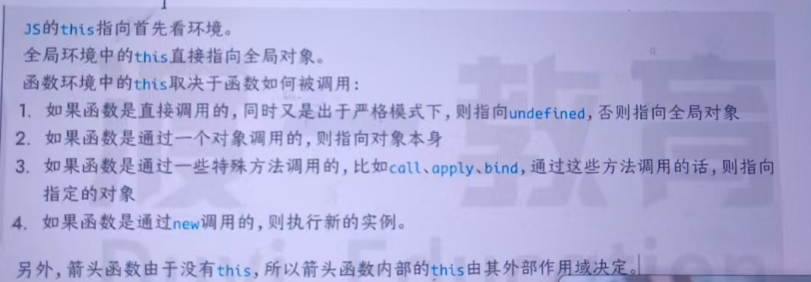 JS的this指向首先看环境。
全局环境中的this直接指向全局对象。
函数环境中的this取决于函数如何被调用：
1. 如果函数是直接调用的，同时又是出于严格模式下，则指向undefined，否则指向全局对象
2. 如果函数是通过一个对象调用的，则指向对象本身
3. 如果函数是通过一些特殊方法调用的，比如call、apply、bind，通过这些方法调用的话，则指向
指定的对象
4. 如果函数是通过new调用的，则执行新的实例。
另外，箭头函数由于没有this，所以箭头函数内部的this由其外部作用域决定。
教育
Education